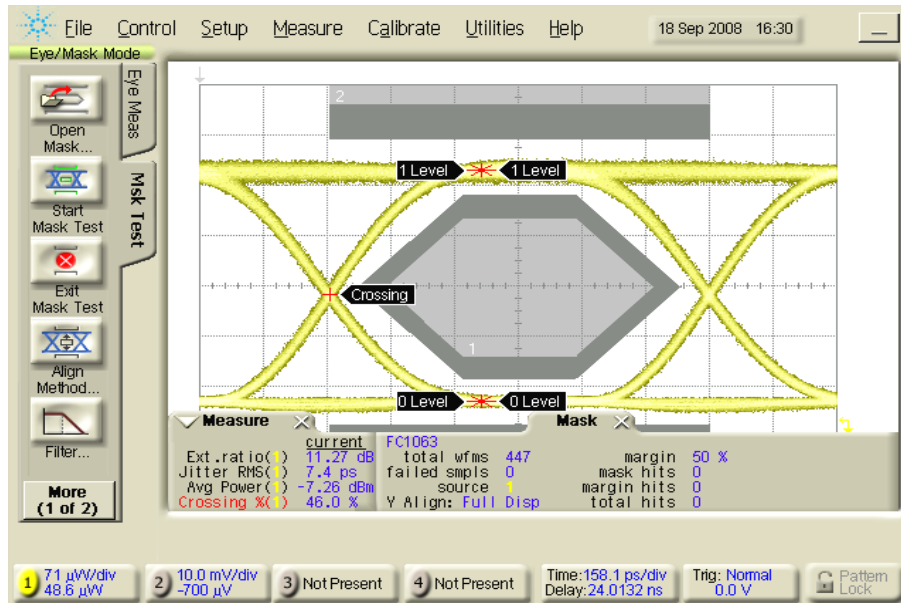 File Control Setup Measure Calibrate Utilities Help 18 Sep 2008 16:30
Eye/Mask Mode
Eye Meas
Msk Test
Open
Mask...
Start
Mask Test
Exit
Mask Test
Align
Method...
Filter...
More
(1 of 2)
2
1 Level 1 Level
Crossing
1
0 Level 0 Level
Measure
current
Ext.ratio(1) 11.27 dB
Jitter RMS(1) 7.4 ps
Avg Power(1) -7.26 dBm
Crossing %(1) 46.0 %
Mask
FC1063
total wfms 447 margin 50 %
failed smpls 0 mask hits 0
source 1 margin hits 0
Y Align: Full Disp total hits 0
1 71 µW/div
48.6 µW
2 10.0 mV/div
-700 µV
3 Not Present
4 Not Present
Time:158.1 ps/div
Delay:24.0132 ns
Trig: Normal
0.0 V
Pattern
Lock